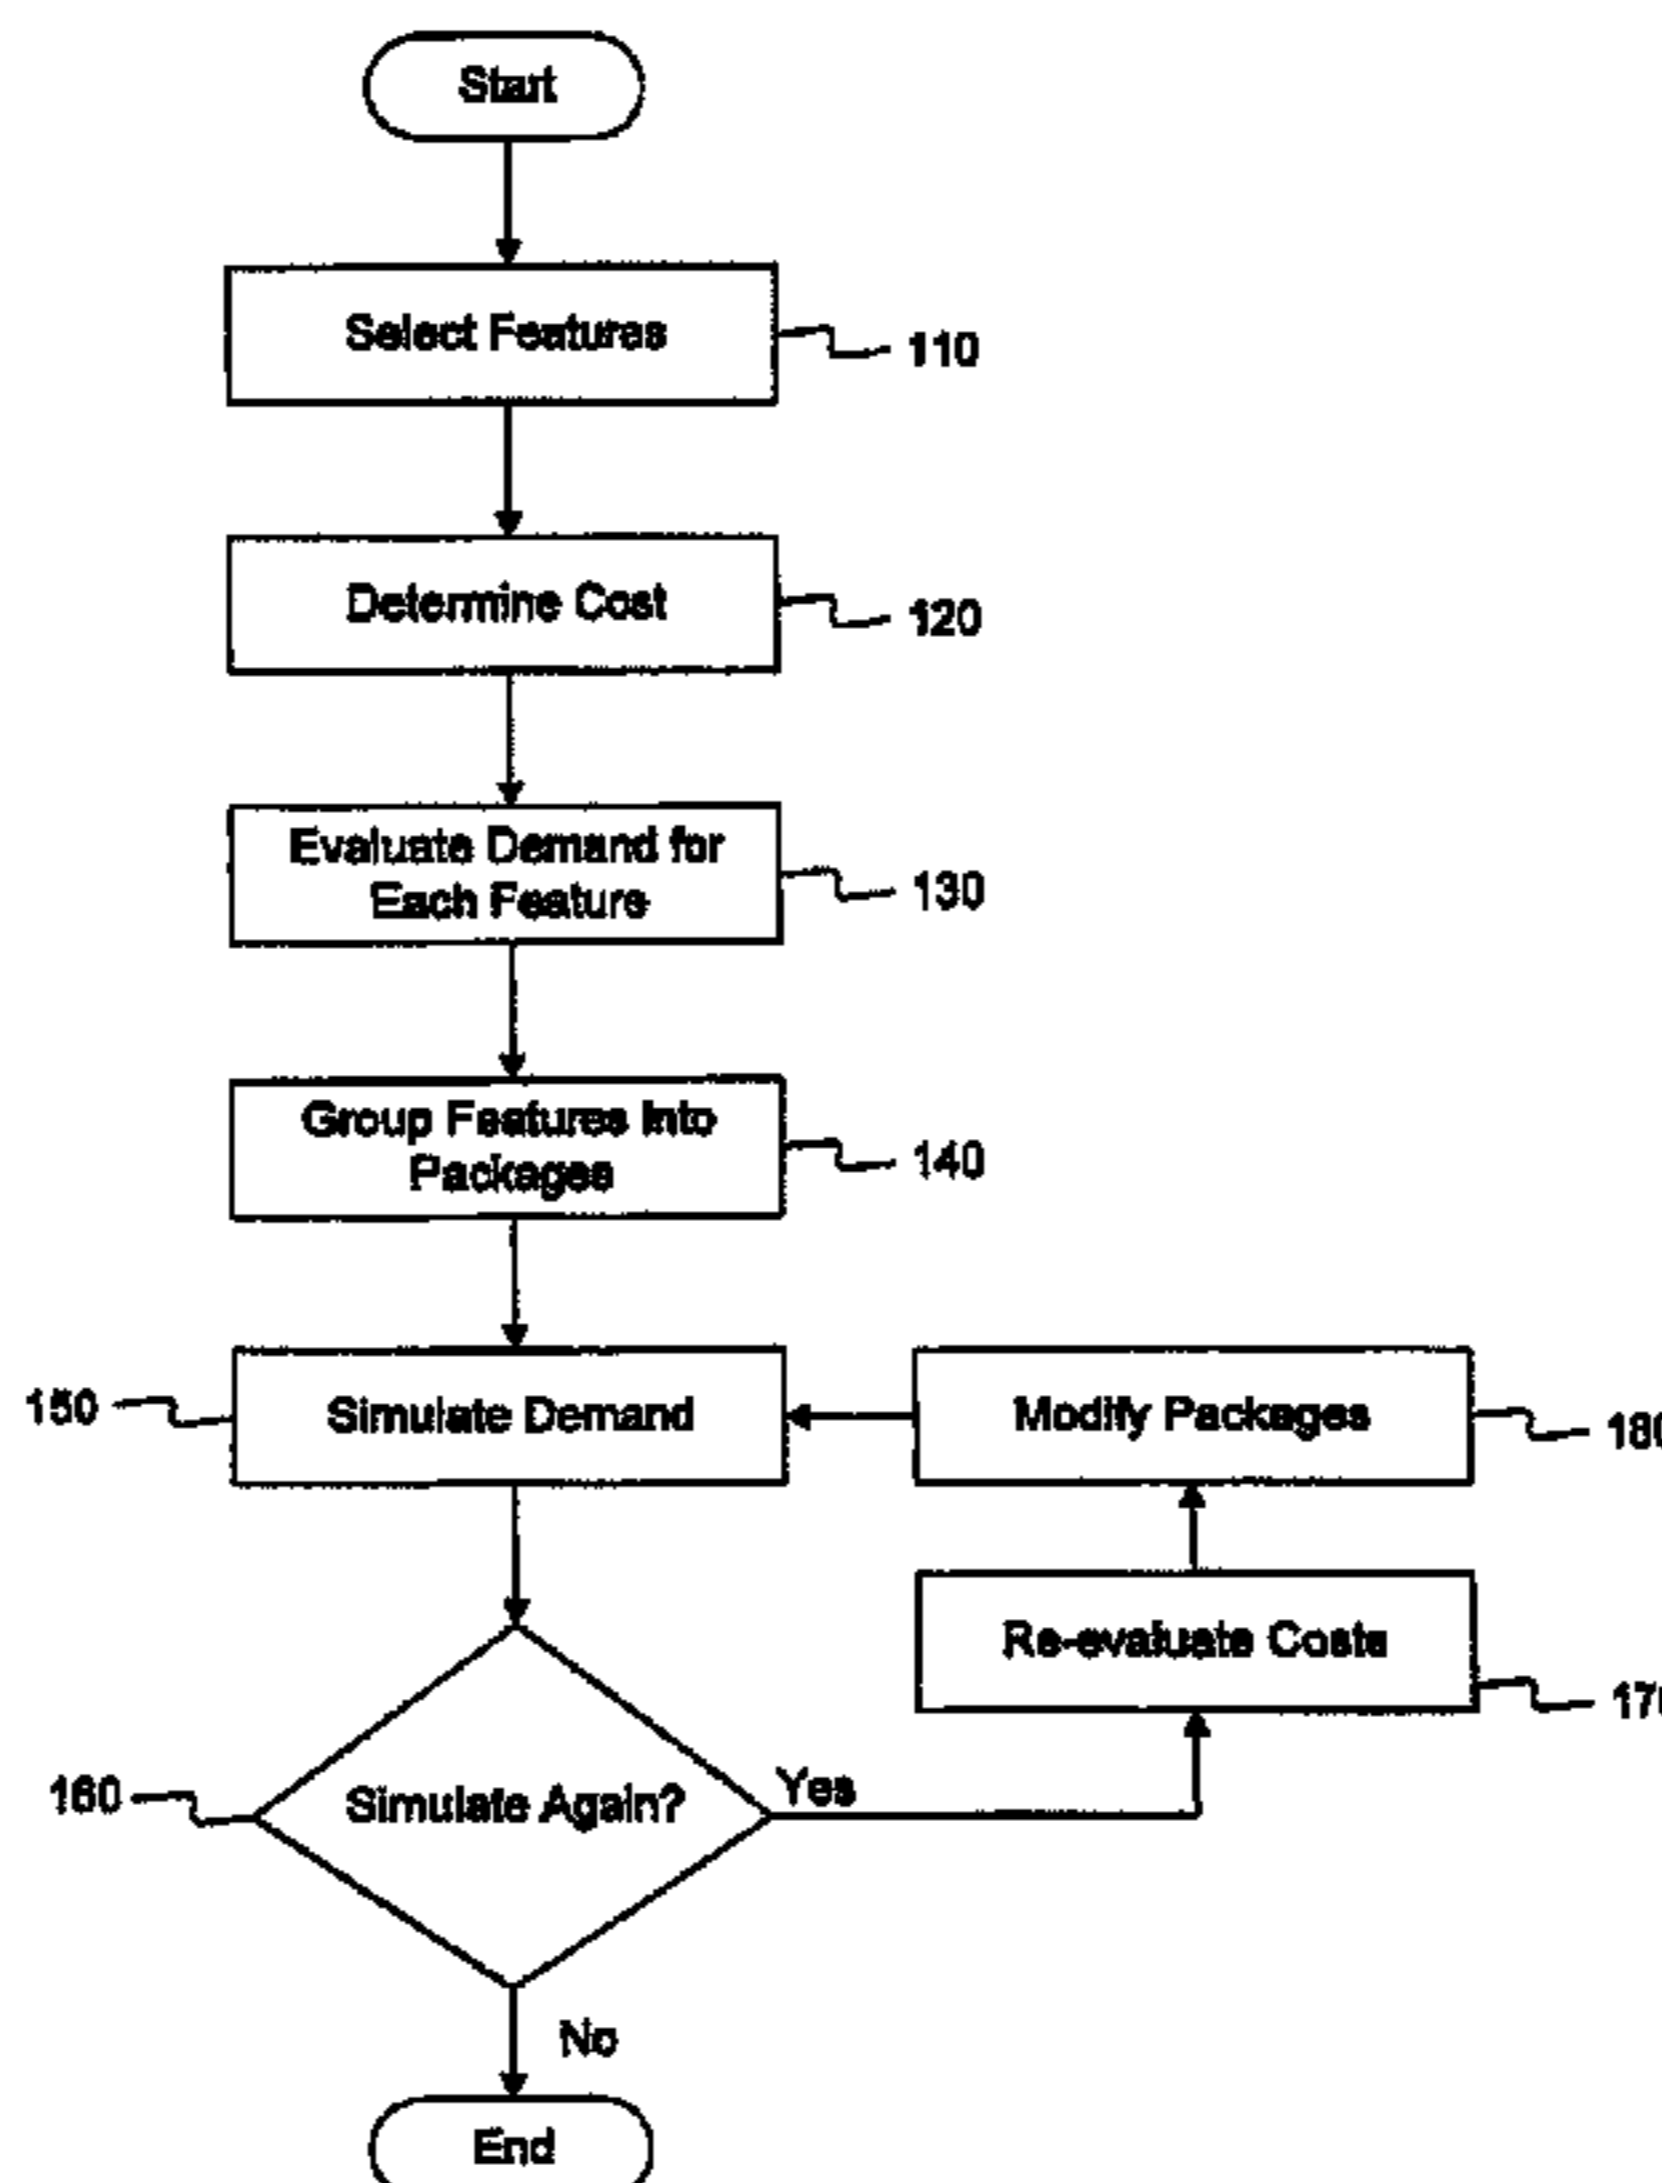 Start
Select Features
110
Determine Cost
120
Evaluate Demand for
Each Feature
130
Group Features Into
Packages
140
150
Simulate Demand
Modify Packages
Re-evaluate Costs
160
Simulate Again?
Yes
No
End